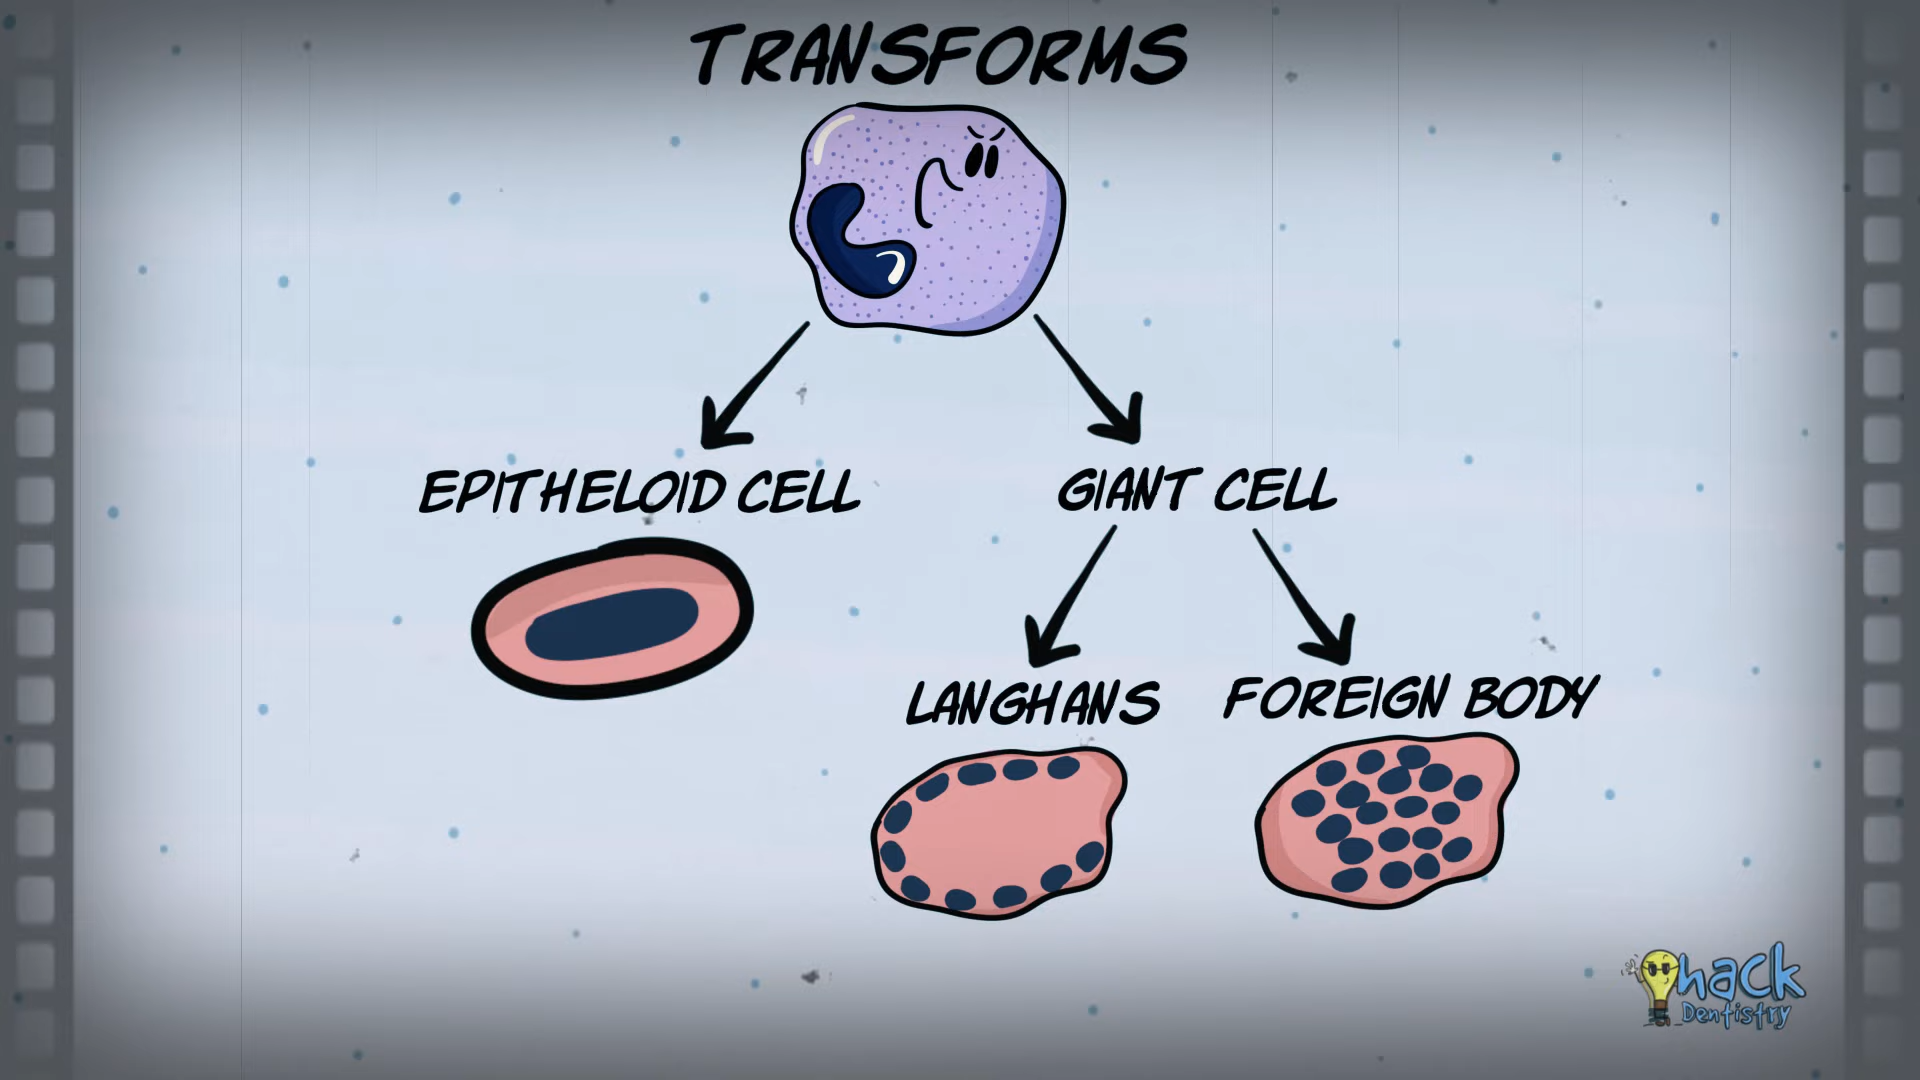 TRANSFORMS
EPITHELOID CELL
GIANT CELL
LANGHANS
FOREIGN BODY
hack
Dentistry